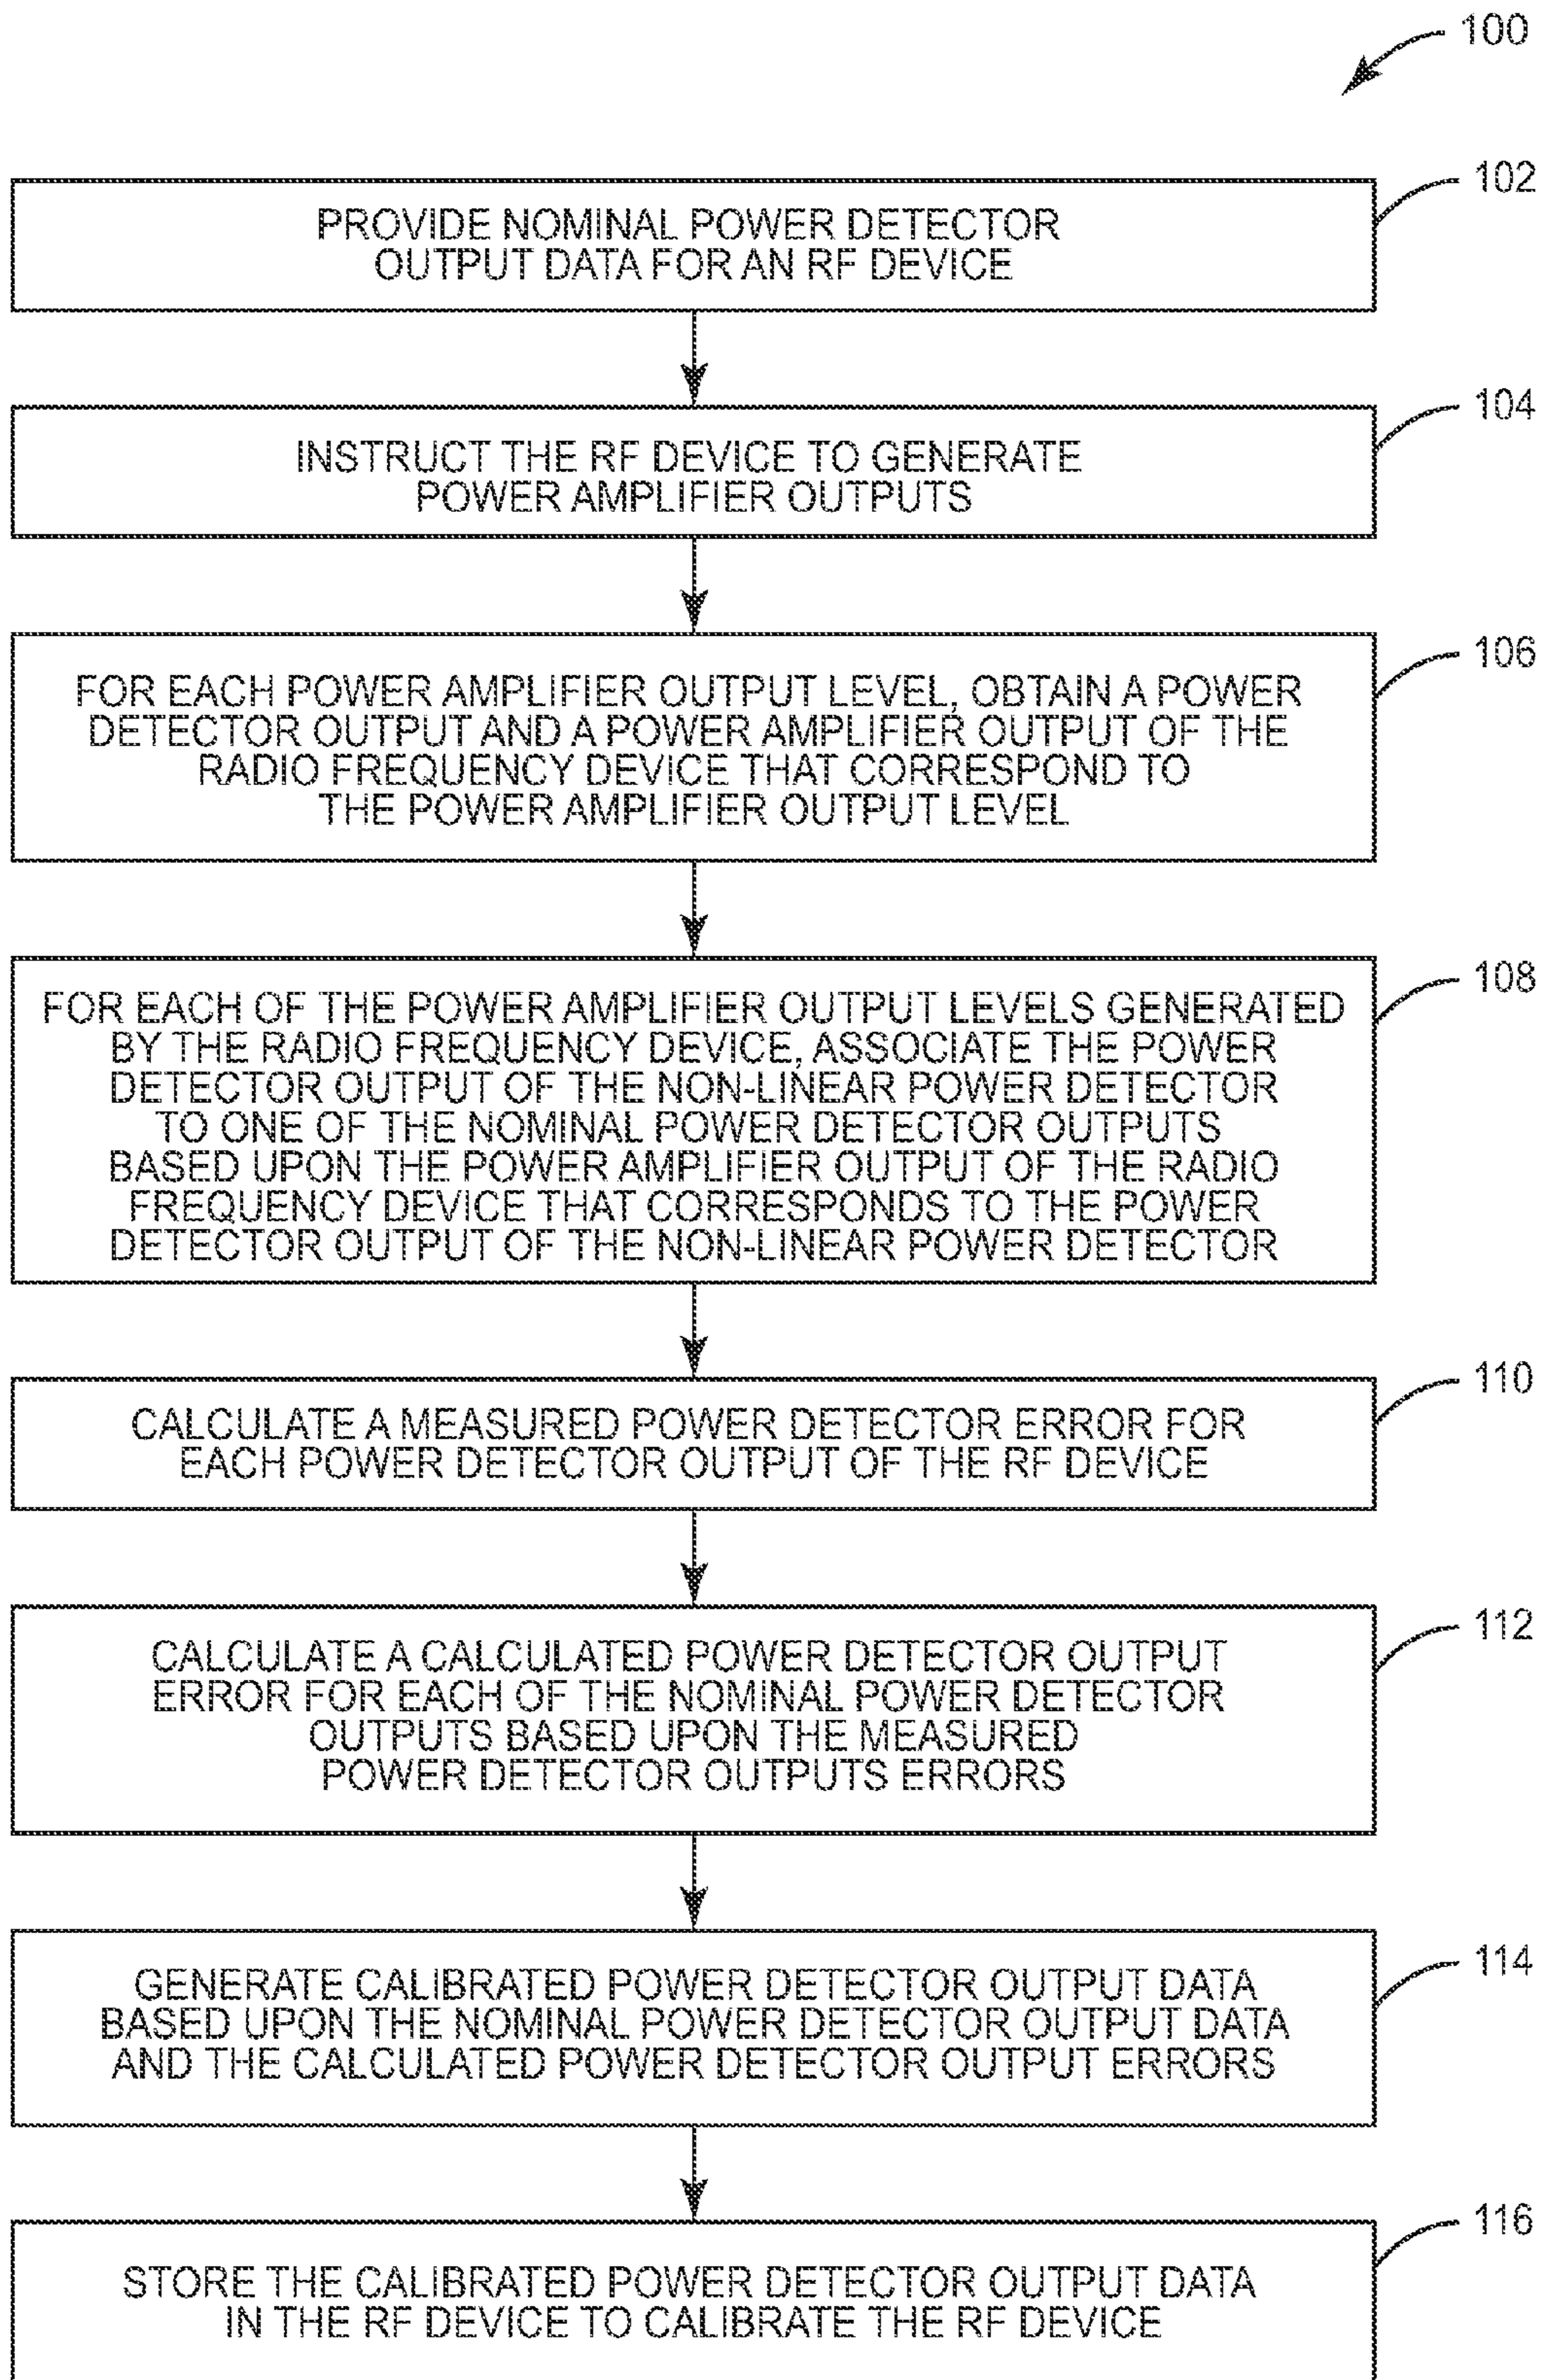 100
102
PROVIDE NOMINAL POWER DETECTOR
OUTPUT DATA FOR AN RF DEVICE
104
INSTRUCT THE RF DEVICE TO GENERATE
POWER AMPLIFIER OUTPUTS
106
FOR EACH POWER AMPLIFIER OUTPUT LEVEL, OBTAIN A POWER
DETECTOR OUTPUT AND A POWER AMPLIFIER OUTPUT OF THE
RADIO FREQUENCY DEVICE THAT CORRESPOND TO
THE POWER AMPLIFIER OUTPUT LEVEL
108
FOR EACH OF THE POWER AMPLIFIER OUTPUT LEVELS GENERATED
BY THE RADIO FREQUENCY DEVICE, ASSOCIATE THE POWER
DETECTOR OUTPUT OF THE NON-LINEAR POWER DETECTOR
TO ONE OF THE NOMINAL POWER DETECTOR OUTPUTS
BASED UPON THE POWER AMPLIFIER OUTPUT OF THE RADIO
FREQUENCY DEVICE THAT CORRESPONDS TO THE POWER
DETECTOR OUTPUT OF THE NON-LINEAR POWER DETECTOR
110
CALCULATE A MEASURED POWER DETECTOR ERROR FOR
EACH POWER DETECTOR OUTPUT OF THE RF DEVICE
112
CALCULATE A CALCULATED POWER DETECTOR OUTPUT
ERROR FOR EACH OF THE NOMINAL POWER DETECTOR
OUTPUTS BASED UPON THE MEASURED
POWER DETECTOR OUTPUTS ERRORS
114
GENERATE CALIBRATED POWER DETECTOR OUTPUT DATA
BASED UPON THE NOMINAL POWER DETECTOR OUTPUT DATA
AND THE CALCULATED POWER DETECTOR OUTPUT ERRORS
116
STORE THE CALIBRATED POWER DETECTOR OUTPUT DATA
IN THE RF DEVICE TO CALIBRATE THE RF DEVICE